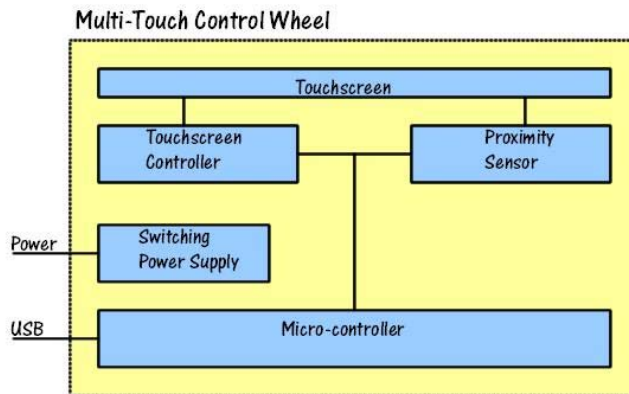 Multi-Touch Control Wheel
Touchscreen
Touchscreen
Controller
Proximity
Sensor
Power
Switching
Power Supply
USB
Micro-controller